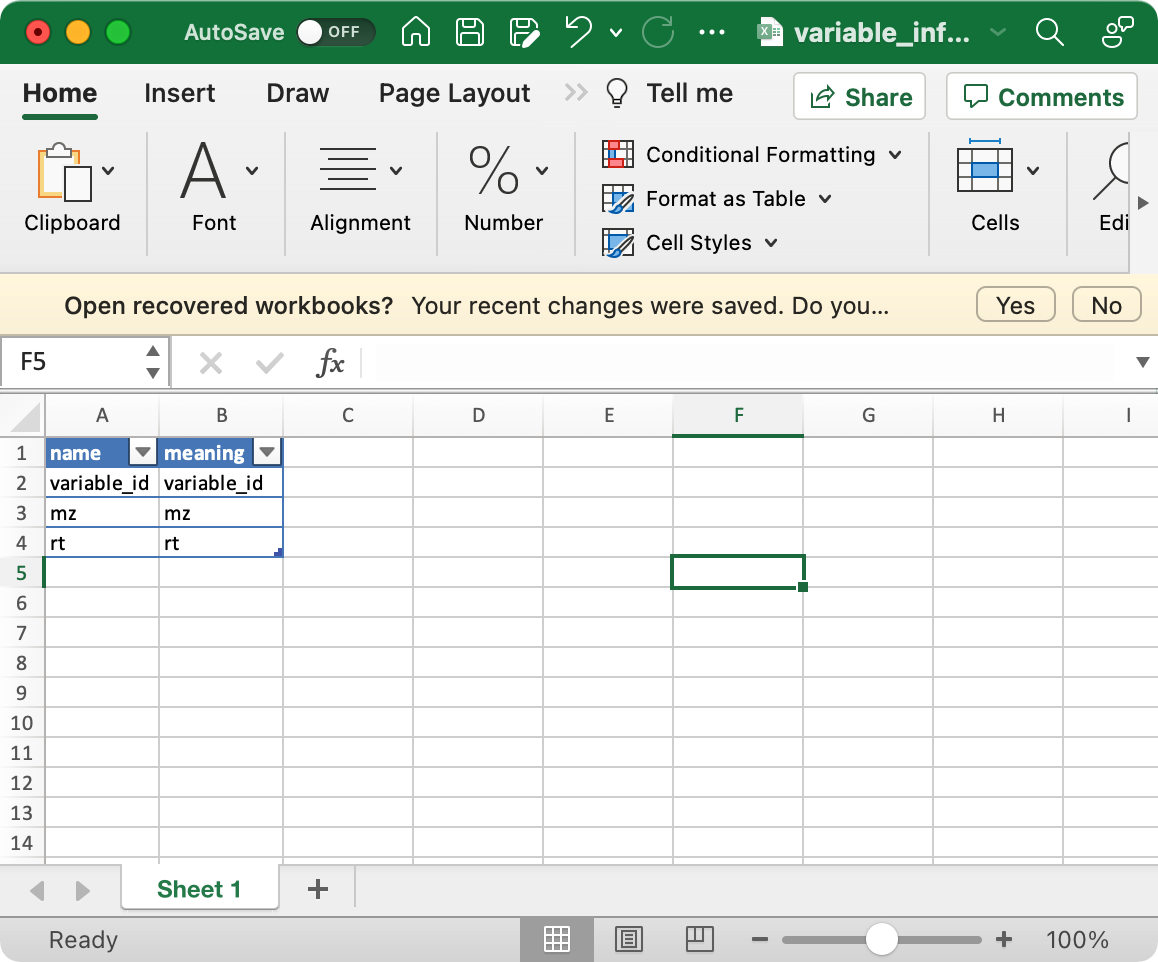 AutoSave OFF variable_inf...
Home Insert Draw Page Layout Tell me Share Comments
Clipboard Font Alignment % Number Conditional Formatting Format as Table Cell Styles Cells Edi
Open recovered workbooks? Your recent changes were saved. Do you... Yes No
F5 fx
A B C D E F G H I
1 name meaning
2 variable_id variable_id
3 mz mz
4 rt rt
5
6
7
8
9
10
11
12
13
14
Sheet 1 +
Ready 100%